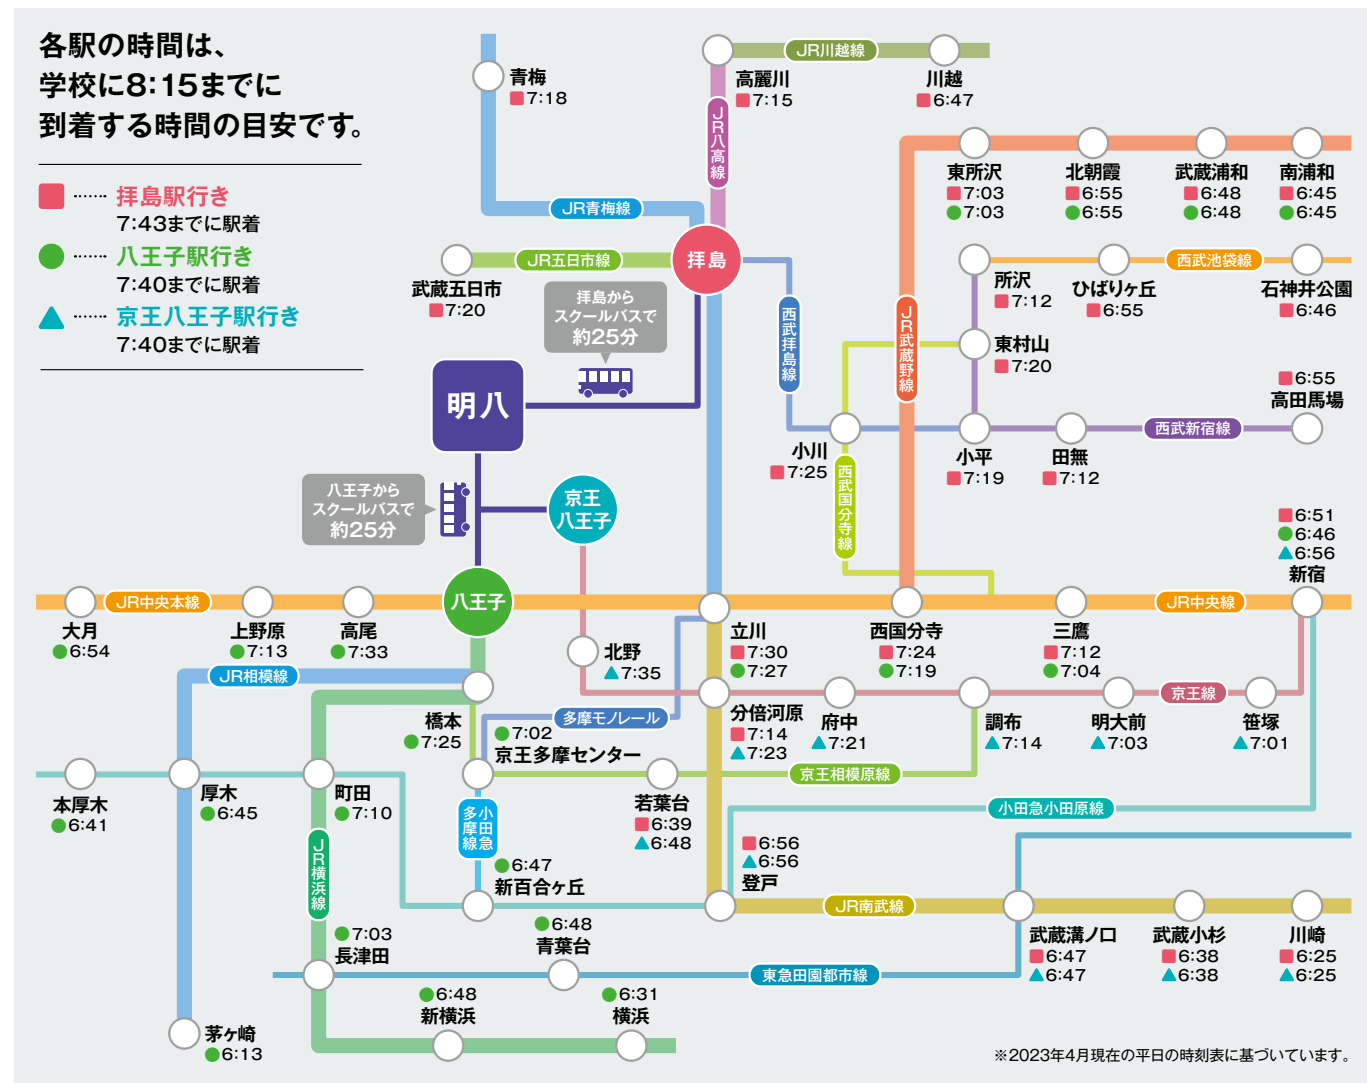 各駅の時間は、
学校に8:15までに
到着する時間の目安です。
■……拝島駅行き
7:43までに駅着
●……八王子駅行き
7:40までに駅着
▲……京王八王子駅行き
7:40までに駅着
青梅
■7:18
高麗川
■7:15
JR川越線
川越
■6:47
JR八高線
JR青梅線
武蔵五日市
■7:20
JR五日市線
拝島
拝島から
スクールバスで
約25分
明八
八王子から
スクールバスで
約25分
京王
八王子
八王子
東所沢
■7:03
●7:03
北朝霞
■6:55
●6:55
武蔵浦和
■6:48
●6:48
南浦和
■6:45
●6:45
JR武蔵野線
所沢
■7:12
ひばりヶ丘
■6:55
西武池袋線
石神井公園
■6:46
西武拝島線
東村山
■7:20
■6:55
高田馬場
小川
■7:25
小平
■7:19
田無
■7:12
西武新宿線
西武国分寺線
■6:51
●6:46
▲6:56
新宿
大月
●6:54
JR中央本線
上野原
●7:13
高尾
●7:33
北野
▲7:35
立川
■7:30
●7:27
西国分寺
■7:24
●7:19
三鷹
■7:12
●7:04
JR中央線
JR相模線
橋本
●7:25
多摩モノレール
●7:02
京王多摩センター
分倍河原
■7:14
▲7:23
府中
▲7:21
調布
▲7:14
明大前
▲7:03
京王線
笹塚
▲7:01
本厚木
●6:41
厚木
●6:45
町田
●7:10
小田急
多摩線
若葉台
■6:39
▲6:48
京王相模原線
小田急小田原線
JR横浜線
●6:47
新百合ヶ丘
■6:56
▲6:56
登戸
JR南武線
武蔵溝ノ口
■6:47
▲6:47
武蔵小杉
■6:38
▲6:38
川崎
■6:25
▲6:25
●7:03
長津田
●6:48
青葉台
東急田園都市線
茅ヶ崎
●6:13
●6:48
新横浜
●6:31
横浜
※2023年4月現在の平日の時刻表に基づいています。